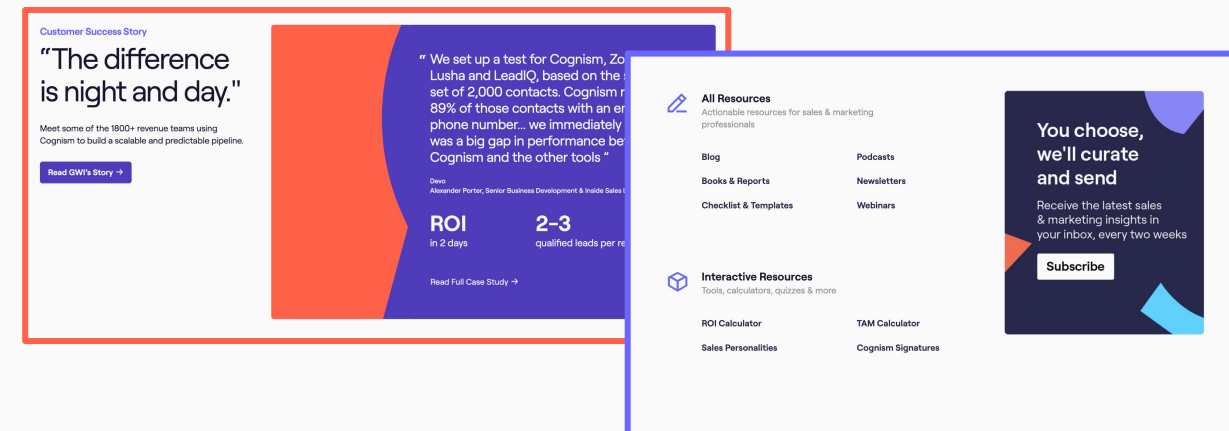 Customer Success Story
“The difference
is night and day."
Meet some of the 1800+ revenue teams using
Cognism to build a scalable and predictable pipeline.
Read GWI's Story →
“ We set up a test for Cognism,
Lusha and LeadIQ, based on the
set of 2,000 contacts. Cognism
89% of those contacts with an
phone number... we immediately
was a big gap in performance
Cognism and the other tools “
Devo
Alexander Porter, Senior Business Development & Inside Sales
ROI
in 2 days
2-3
qualified leads per
Read Full Case Study →
All Resources
Actionable resources for sales & marketing
professionals
Blog
Podcasts
Books & Reports
Newsletters
Checklist & Templates
Webinars
Interactive Resources
Tools, calculators, quizzes & more
ROI Calculator
TAM Calculator
Sales Personalities
Cognism Signatures
You choose,
we'll curate
and send
Receive the latest sales
& marketing insights in
your inbox, every two weeks
Subscribe